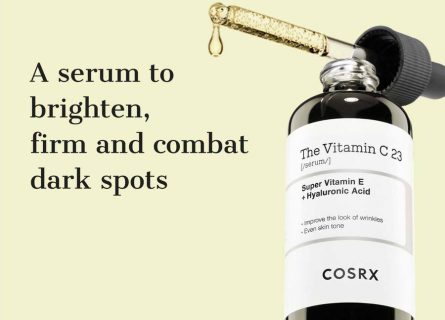 A serum to
brighten,
firm and combat
dark spots
The Vitamin C 23
[/serum/]
Super Vitamin E
+ Hyaluronic Acid
• Improve the look of wrinkles
• Even skin tone
COSRX